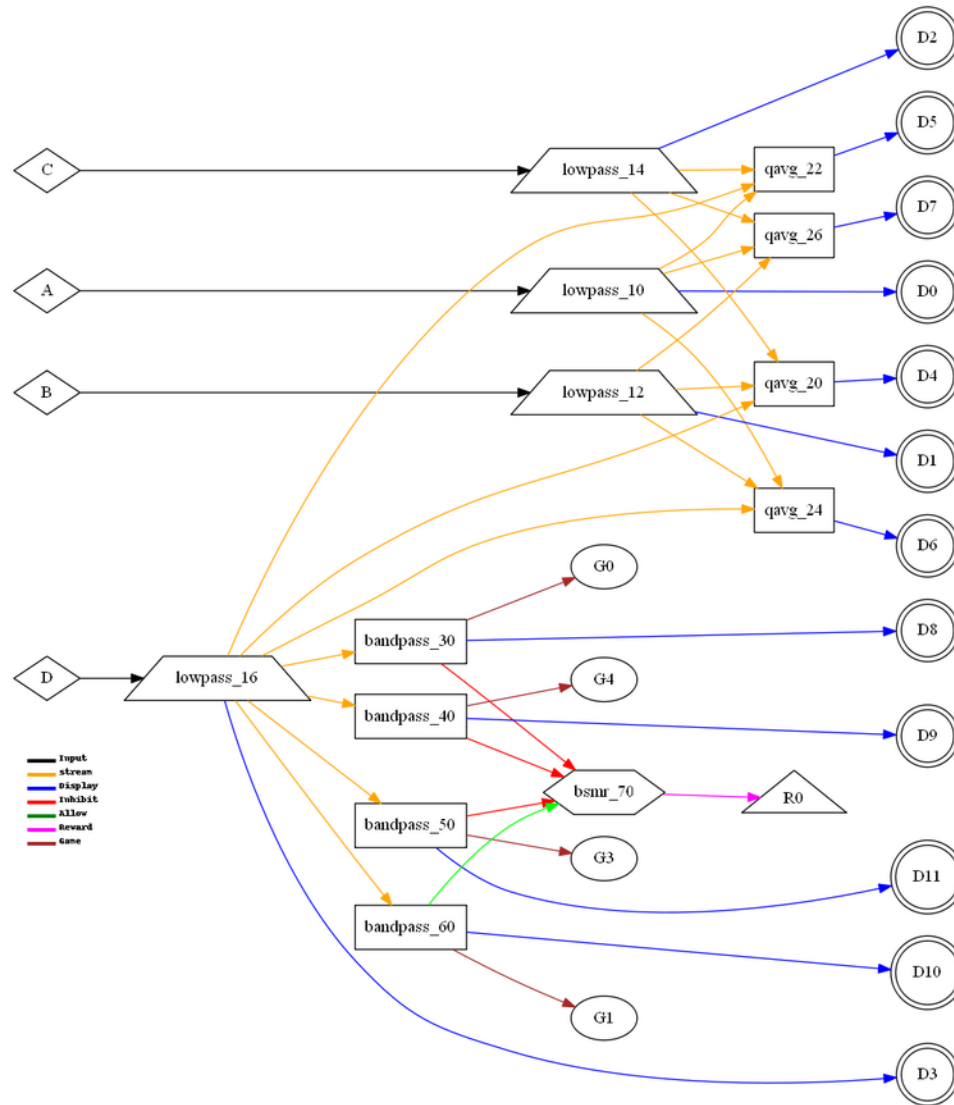 D2
D5
C
lowpass_14
qavg_22
D7
qavg_26
A
lowpass_10
D0
B
lowpass_12
qavg_20
D4
D1
qavg_24
D6
G0
bandpass_30
D8
D
lowpass_16
G4
bandpass_40
D9
Input
stream
Display
Inhibit
Allow
Reward
Game
bsmr_70
R0
bandpass_50
G3
D11
bandpass_60
D10
G1
D3